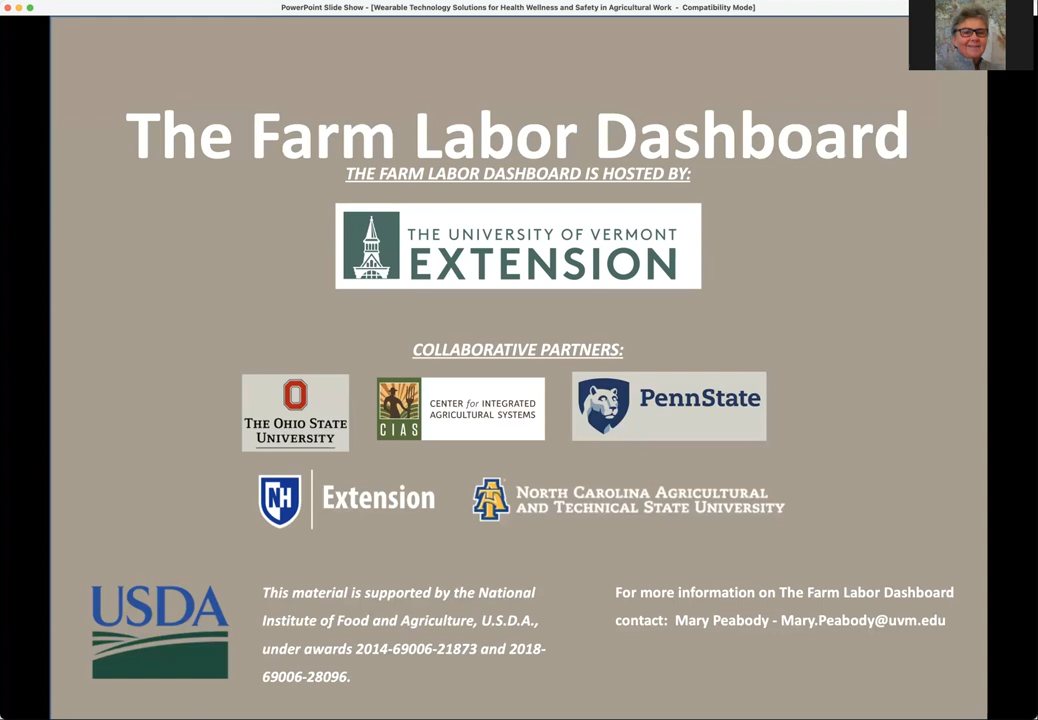 PowerPoint Slide Show - [Wearable Technology Solutions for Health Wellness and Safety in Agricultural Work - Compatibility Mode]
The Farm Labor Dashboard
THE FARM LABOR DASHBOARD IS HOSTED BY:
THE UNIVERSITY OF VERMONT
EXTENSION
COLLABORATIVE PARTNERS:
THE OHIO STATE
UNIVERSITY
CIAS
CENTER for INTEGRATED
AGRICULTURAL SYSTEMS
PennState
NH
Extension
NORTH CAROLINA AGRICULTURAL
AND TECHNICAL STATE UNIVERSITY
USDA
This material is supported by the National
Institute of Food and Agriculture, U.S.D.A.,
under awards 2014-69006-21873 and 2018-
69006-28096.
For more information on The Farm Labor Dashboard
contact: Mary Peabody - Mary.Peabody@uvm.edu